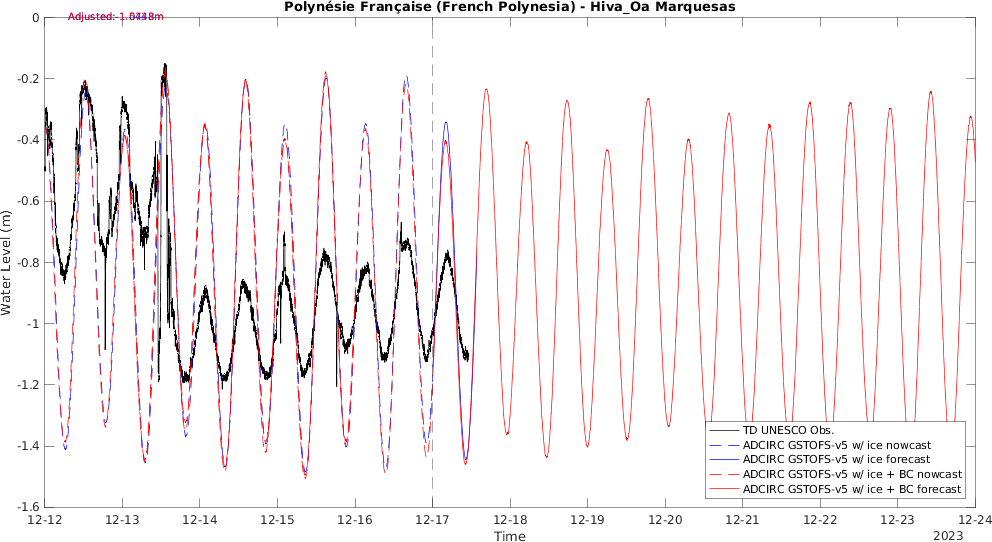 Polynésie Française (French Polynesia) - Hiva_Oa Marquesas
Adjusted:
0
-0.2
-0.4
-0.6
-0.8
-1
-1.2
-1.4
-1.6
Water Level (m)
12-12
12-13
12-14
12-15
12-16
12-17
12-18
12-19
12-20
12-21
12-22
12-23
12-24
Time
2023
TD UNESCO Obs.
ADCIRC GSTOFS-v5 w/ ice nowcast
ADCIRC GSTOFS-v5 w/ ice forecast
ADCIRC GSTOFS-v5 w/ ice + BC nowcast
ADCIRC GSTOFS-v5 w/ ice + BC forecast